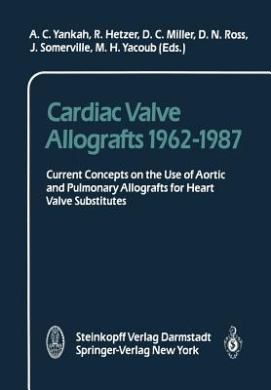 A. C. Yankah, R. Hetzer, D. C. Miller, D. N. Ross,
J. Somerville, M. H. Yacoub (Eds.)
Cardiac Valve
Allografts 1962-1987
Current Concepts on the Use of Aortic
and Pulmonary Allografts for Heart
Valve Substitutes
Steinkopff Verlag Darmstadt
Springer-Verlag New York